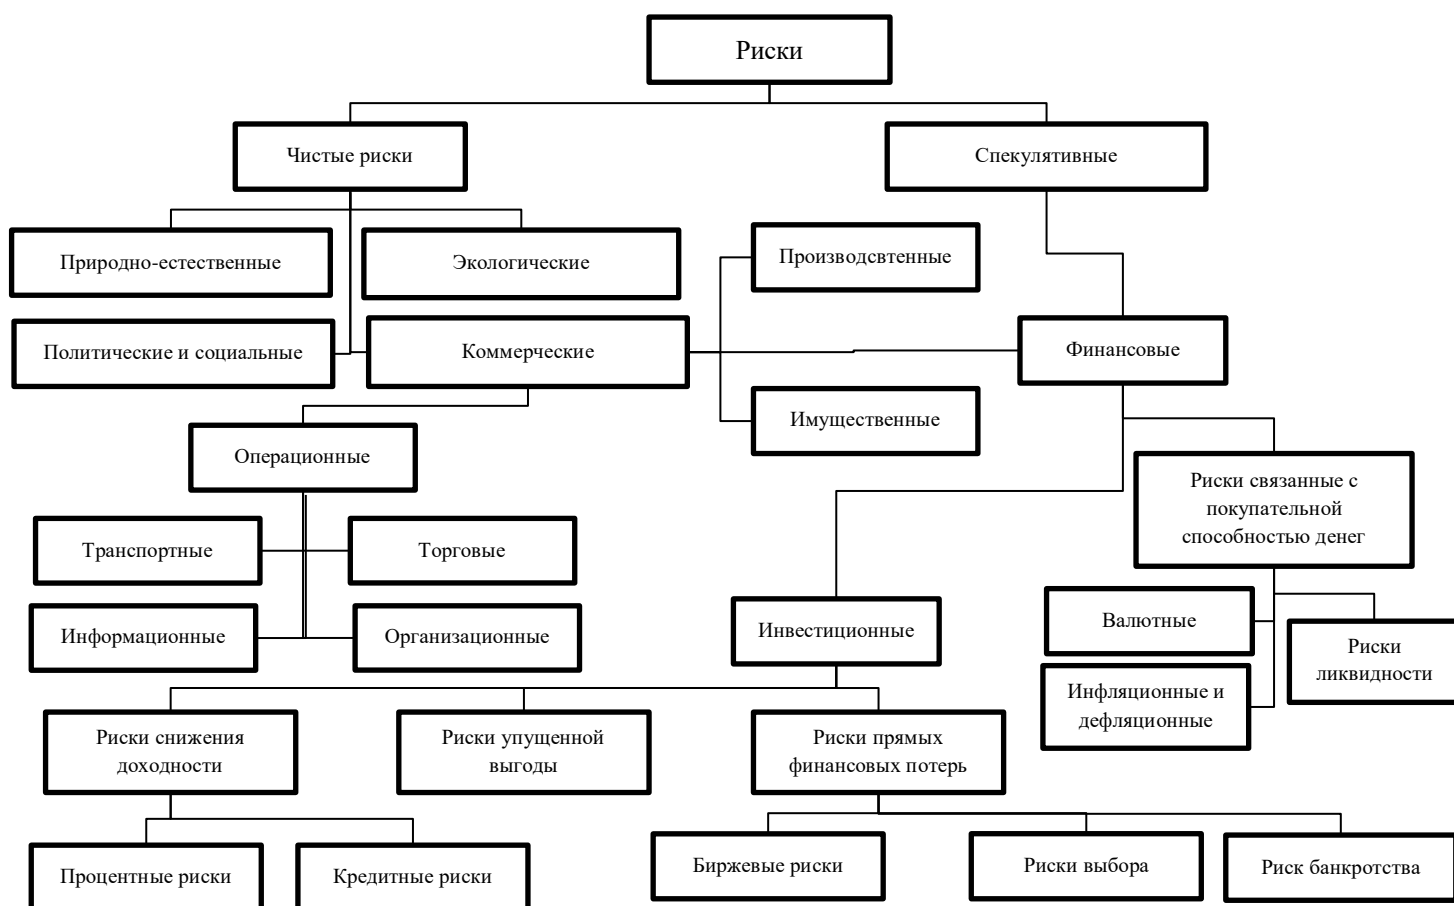 Риски
Чистые риски
Спекулятивные
Природно-естественные
Экологические
Производсвтенные
Политические и социальные
Коммерческие
Финансовые
Имущественные
Операционные
Риски связанные с
покупательной
способностью денег
Транспортные
Торговые
Информационные
Организационные
Инвестиционные
Валютные
Риски
ликвидности
Инфляционные и
дефляционные
Риски снижения
доходности
Риски упущенной
выгоды
Риски прямых
финансовых потерь
Процентные риски
Кредитные риски
Биржевые риски
Риски выбора
Риск банкротства